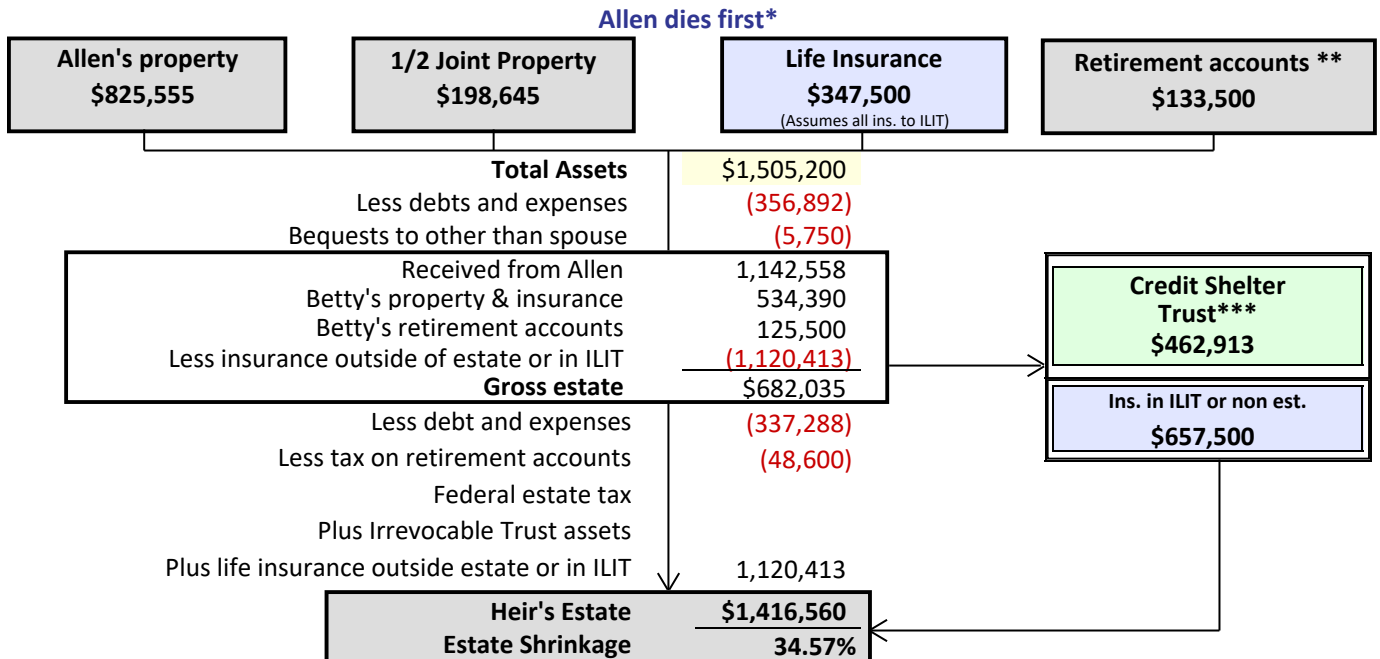 Allen dies first*
Allen's property
$825,555
1/2 Joint Property
$198,645
Life Insurance
$347,500
(Assumes all ins. to ILIT)
Retirement accounts **
$133,500
Total Assets $1,505,200
Less debts and expenses (356,892)
Bequests to other than spouse (5,750)
Received from Allen 1,142,558
Betty's property & insurance 534,390
Betty's retirement accounts 125,500
Less insurance outside of estate or in ILIT (1,120,413)
Gross estate $682,035
Credit Shelter
Trust***
$462,913
Ins. in ILIT or non est.
$657,500
Less debt and expenses (337,288)
Less tax on retirement accounts (48,600)
Federal estate tax
Plus Irrevocable Trust assets
Plus life insurance outside estate or in ILIT 1,120,413
Heir's Estate $1,416,560
Estate Shrinkage 34.57%